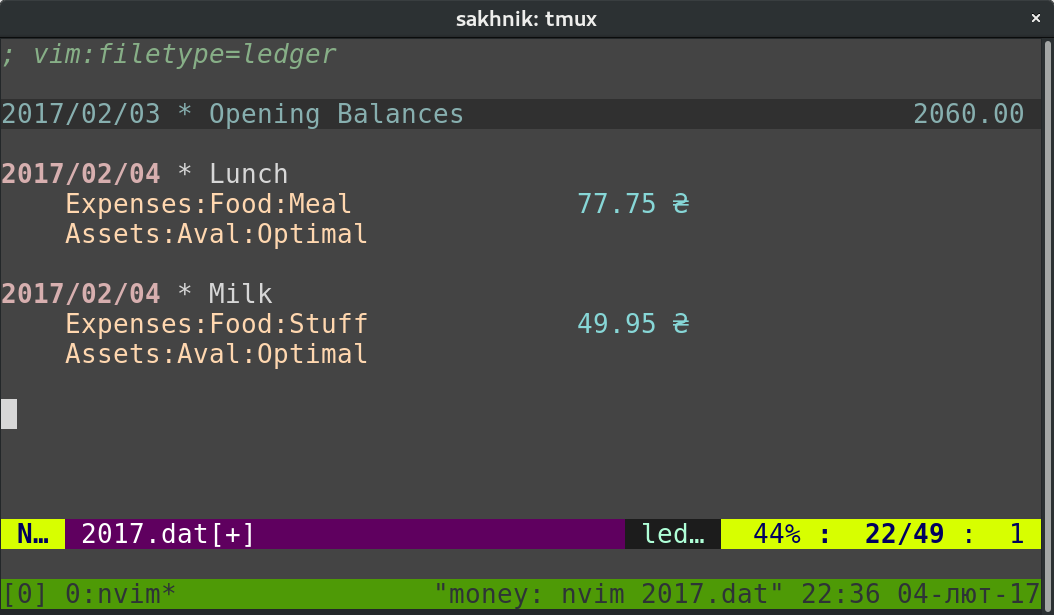 sakhnik: tmux ×
; vim:filetype=ledger
2017/02/03 * Opening Balances 2060.00
2017/02/04 * Lunch
Expenses:Food:Meal 77.75 ₴
Assets:Aval:Optimal
2017/02/04 * Milk
Expenses:Food:Stuff 49.95 ₴
Assets:Aval:Optimal
N… 2017.dat[+] led… 44% : 22/49 : 1
[0] 0:nvim* "money: nvim 2017.dat" 22:36 04-лют-17